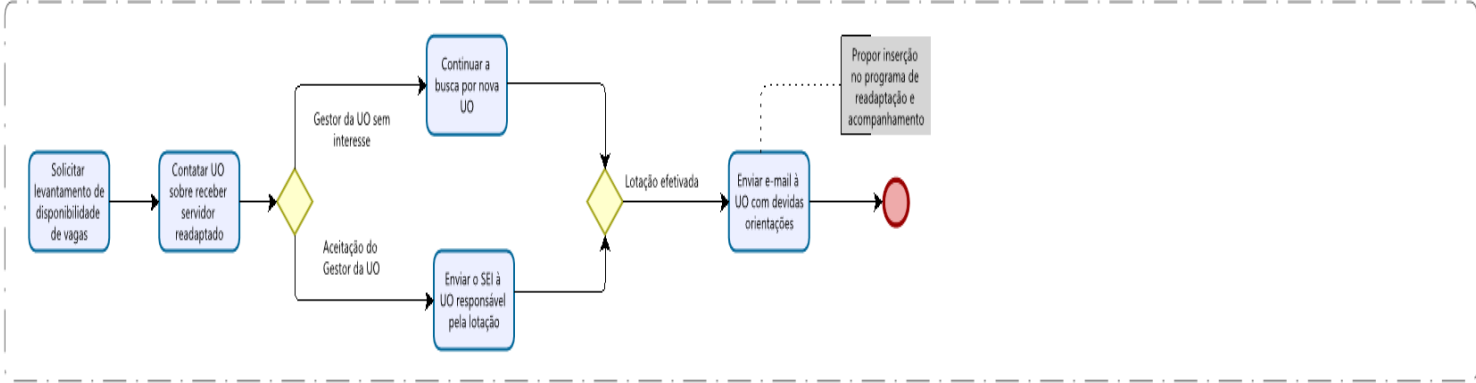 Solicitar
levantamento de
disponibilidade
de vagas
Contatar UO
sobre receber
servidor
readaptado
Gestor da UO sem
interesse
Aceitação do
Gestor da UO
Continuar a
busca por nova
UO
Enviar o SEI à
UO responsável
pela lotação
Lotação efetivada
Enviar e-mail à
UO com devidas
orientações
Propor inserção
no programa de
readaptação e
acompanhamento